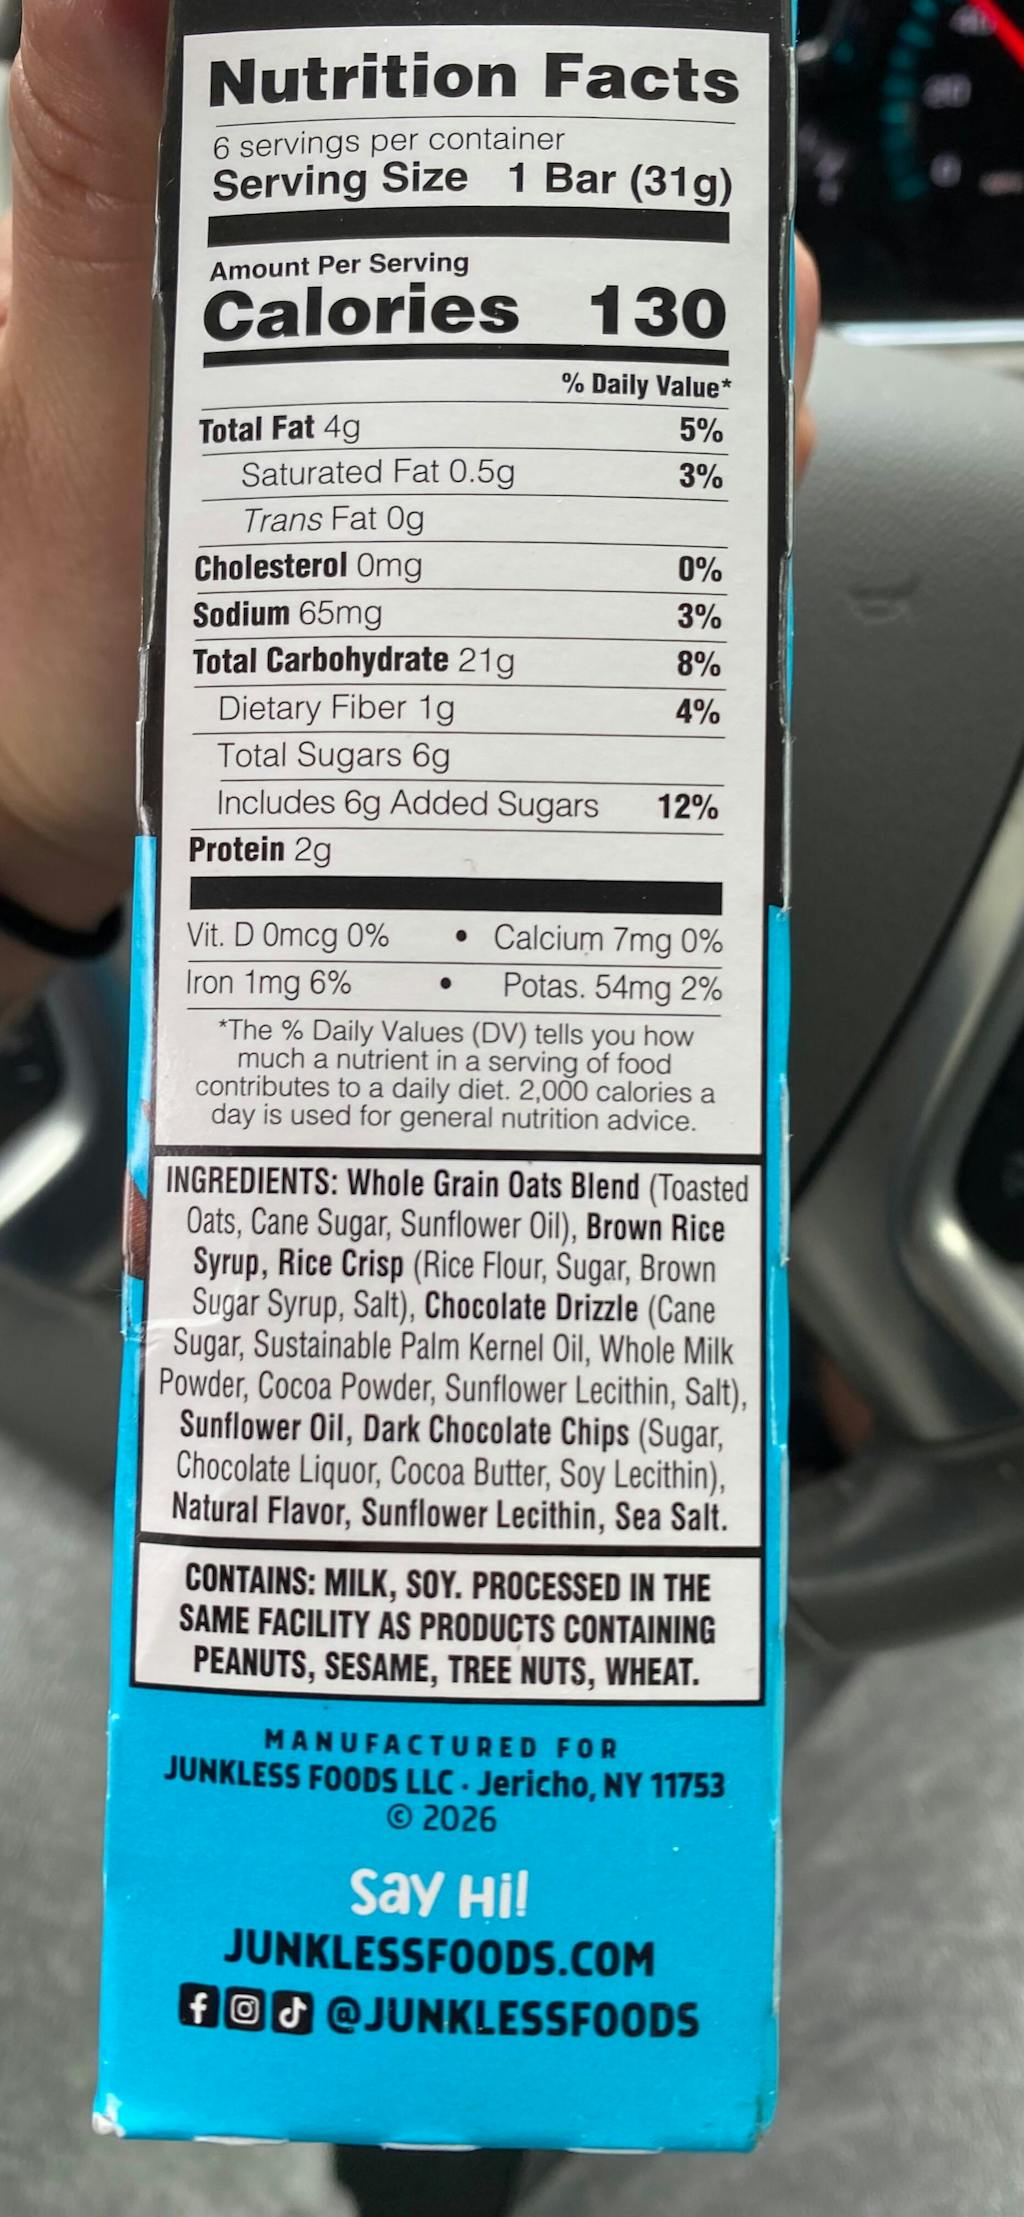 Nutrition Facts
6 servings per container
Serving Size 1 Bar (31g)
Amount Per Serving
Calories 130
% Daily Value*
Total Fat 4g 5%
Saturated Fat 0.5g 3%
Trans Fat 0g
Cholesterol 0mg 0%
Sodium 65mg 3%
Total Carbohydrate 21g 8%
Dietary Fiber 1g 4%
Total Sugars 6g
Includes 6g Added Sugars 12%
Protein 2g
Vit. D 0mcg 0% • Calcium 7mg 0%
Iron 1mg 6% • Potas. 54mg 2%
*The % Daily Values (DV) tells you how
much a nutrient in a serving of food
contributes to a daily diet. 2,000 calories a
day is used for general nutrition advice.
INGREDIENTS: Whole Grain Oats Blend (Toasted
Oats, Cane Sugar, Sunflower Oil), Brown Rice
Syrup, Rice Crisp (Rice Flour, Sugar, Brown
Sugar Syrup, Salt), Chocolate Drizzle (Cane
Sugar, Sustainable Palm Kernel Oil, Whole Milk
Powder, Cocoa Powder, Sunflower Lecithin, Salt),
Sunflower Oil, Dark Chocolate Chips (Sugar,
Chocolate Liquor, Cocoa Butter, Soy Lecithin),
Natural Flavor, Sunflower Lecithin, Sea Salt.
CONTAINS: MILK, SOY. PROCESSED IN THE
SAME FACILITY AS PRODUCTS CONTAINING
PEANUTS, SESAME, TREE NUTS, WHEAT.
MANUFACTURED FOR
JUNKLESS FOODS LLC · Jericho, NY 11753
© 2026
Say Hi!
JUNKLESSFOODS.COM
@JUNKLESSFOODS